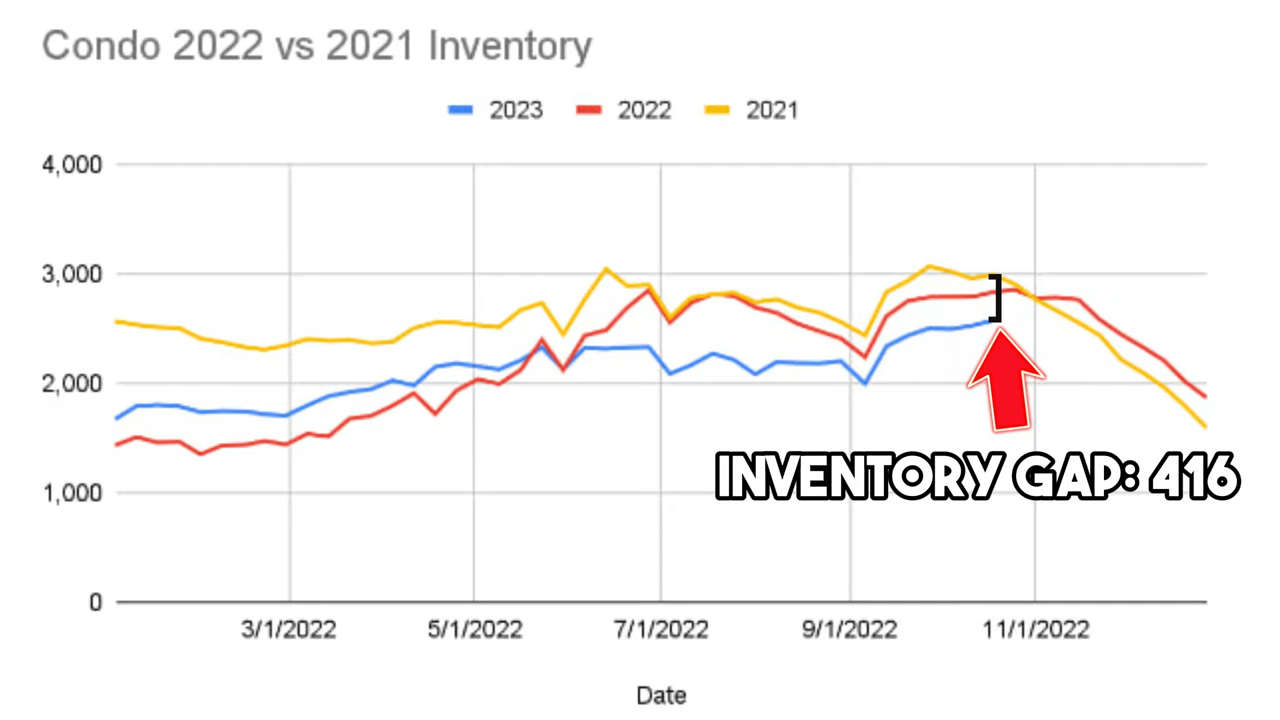 Condo 2022 vs 2021 Inventory
2023 2022 2021
4,000
3,000
2,000
1,000
INVENTORY GAP: 416
0
3/1/2022 5/1/2022 7/1/2022 9/1/2022 11/1/2022
Date